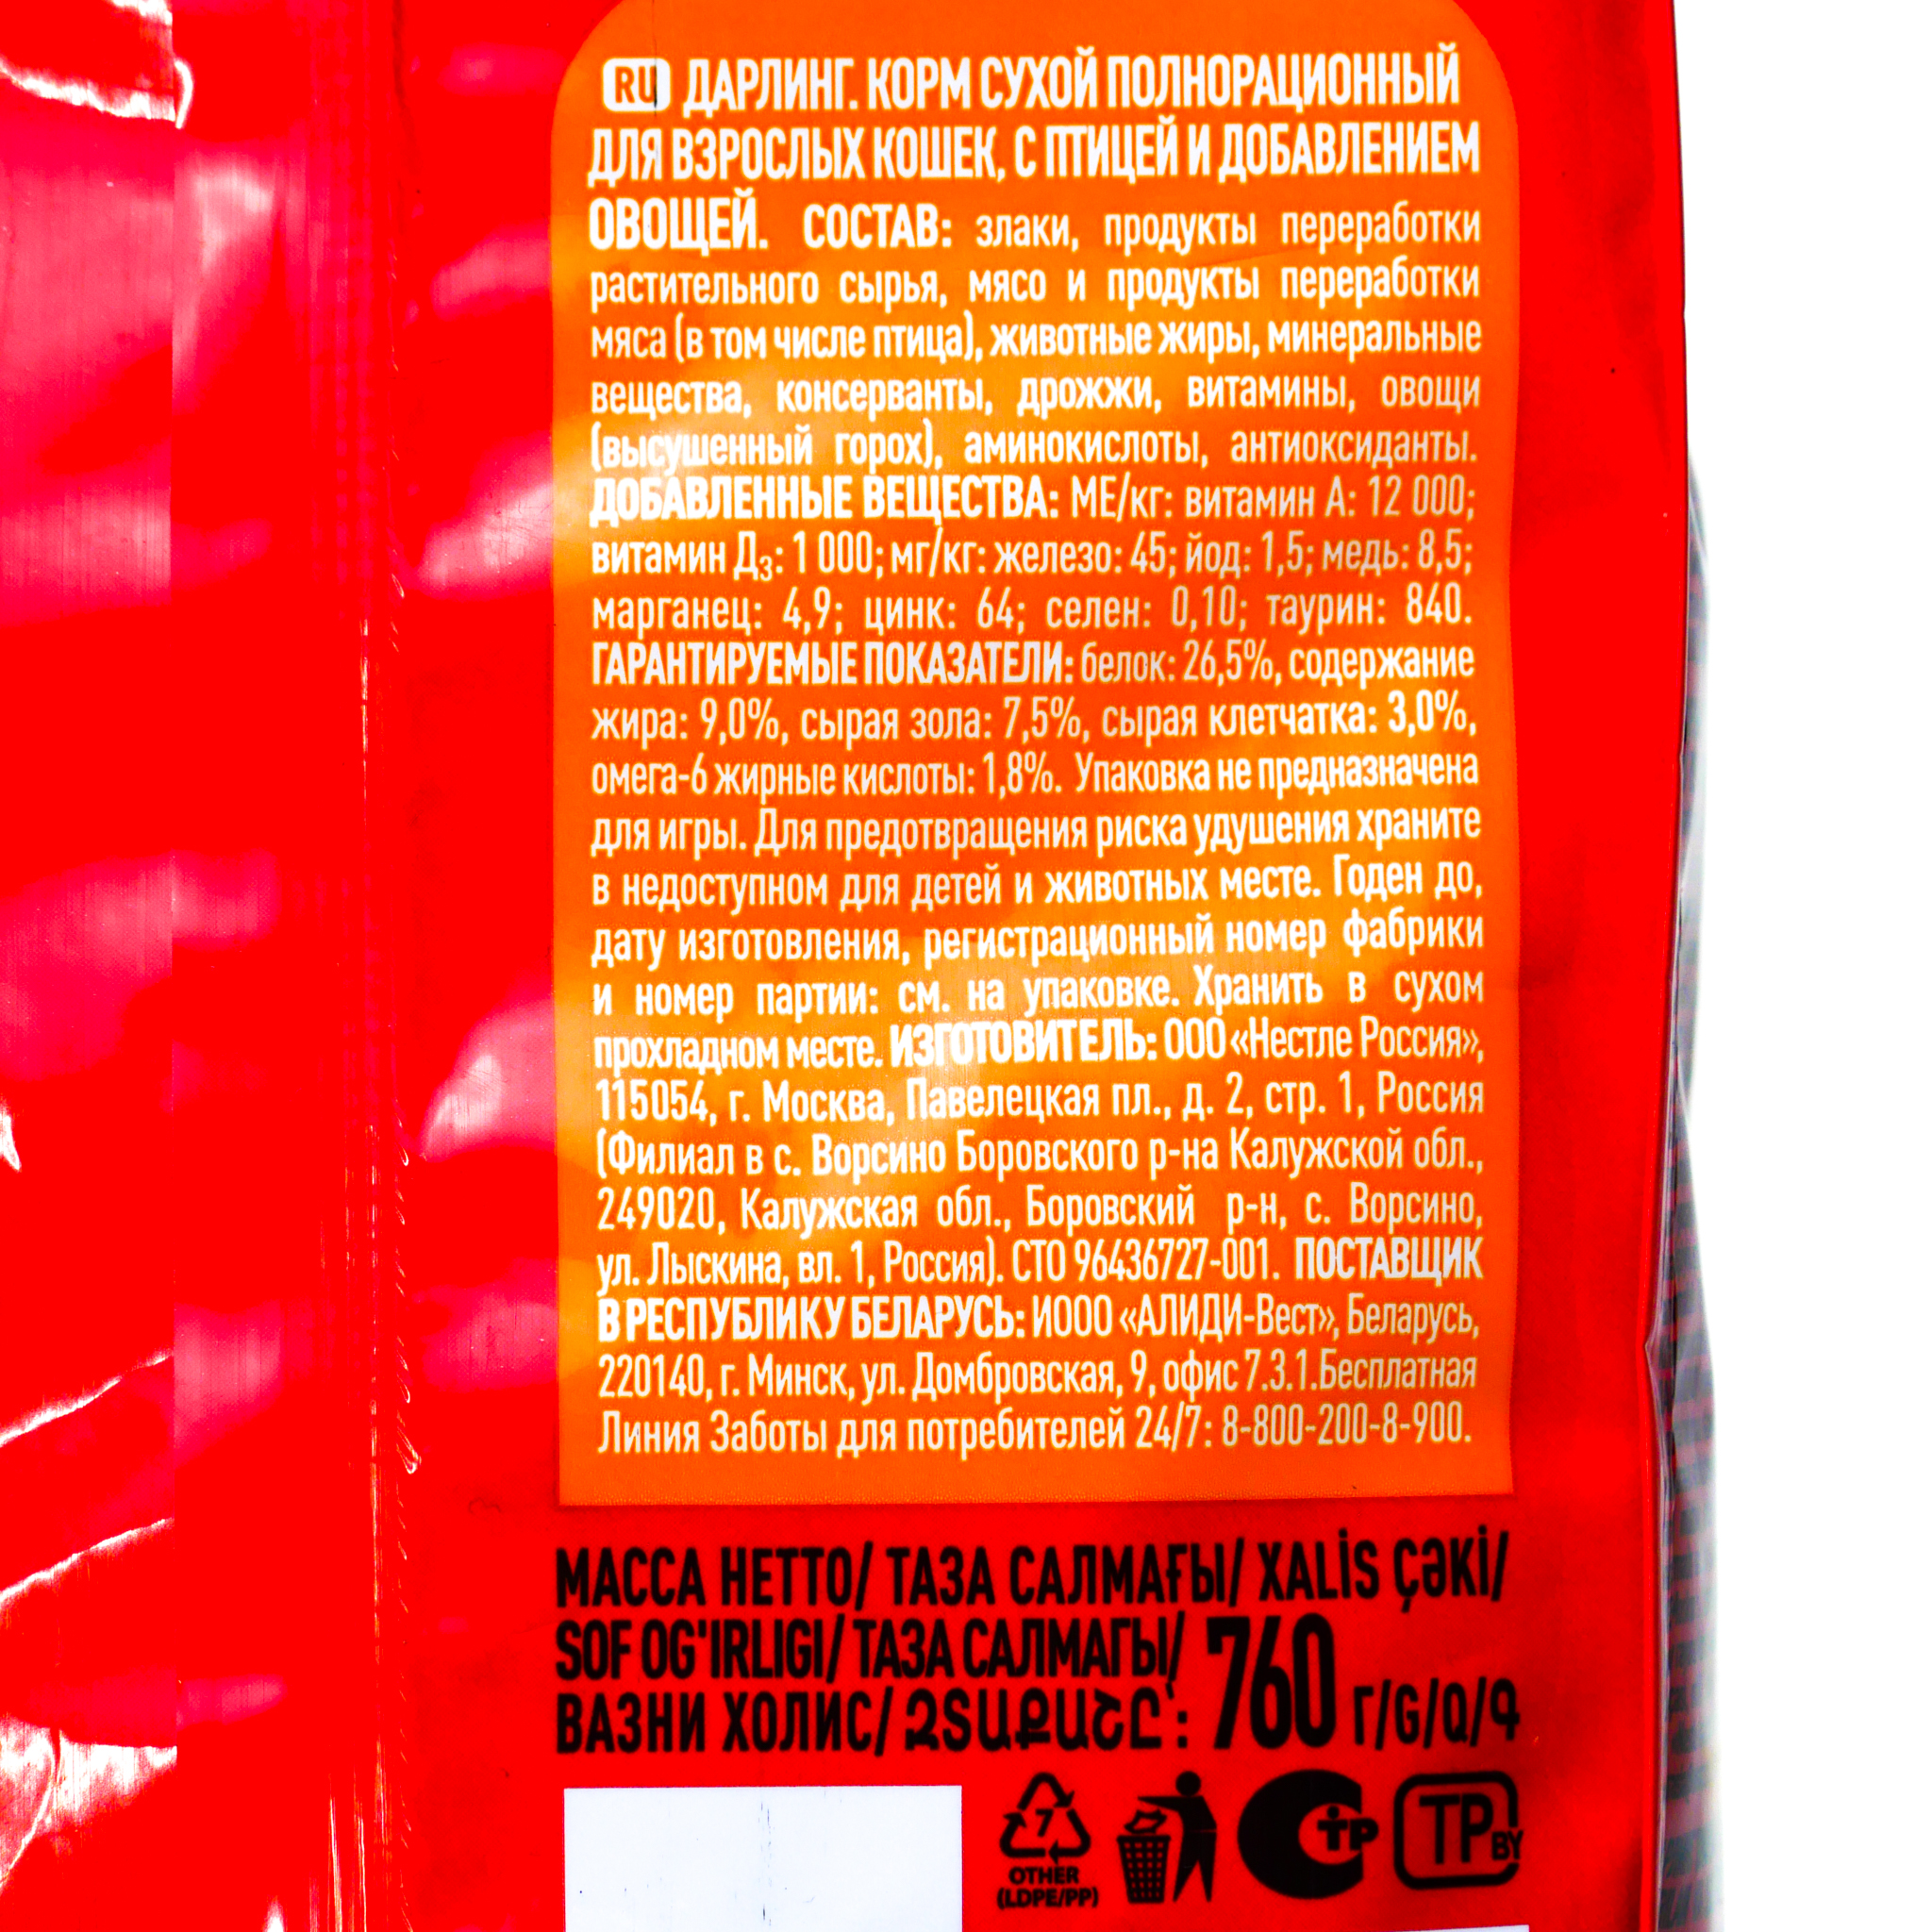 RU ДАРЛИНГ. КОРМ СУХОЙ ПОЛНОРАЦИОННЫЙ
ДЛЯ ВЗРОСЛЫХ КОШЕК, С ПТИЦЕЙ И ДОБАВЛЕНИЕМ
ОВОЩЕЙ. СОСТАВ: злаки, продукты переработки
растительного сырья, мясо и продукты переработки
мяса (в том числе птица), животные жиры, минеральные
вещества, консерванты, дрожжи, витамины, овощи
(высушенный горох), аминокислоты, антиоксиданты.
ДОБАВЛЕННЫЕ ВЕЩЕСТВА: МЕ/кг: витамин А: 12 000;
витамин Д3: 1 000; мг/кг: железо: 45; йод: 1,5; медь: 8,5;
марганец: 4,9; цинк: 64; селен: 0,10; таурин: 840.
ГАРАНТИРУЕМЫЕ ПОКАЗАТЕЛИ: белок: 26,5%, содержание
жира: 9,0%, сырая зола: 7,5%, сырая клетчатка: 3,0%,
омега-6 жирные кислоты: 1,8%. Упаковка не предназначена
для игры. Для предотвращения риска удушения храните
в недоступном для детей и животных месте. Годен до,
дату изготовления, регистрационный номер фабрики
и номер партии: см. на упаковке. Хранить в сухом
прохладном месте. ИЗГОТОВИТЕЛЬ: ООО «Нестле Россия»,
115054, г. Москва, Павелецкая пл., д. 2, стр. 1, Россия
(Филиал в с. Ворсино Боровского р-на Калужской обл.,
249020, Калужская обл., Боровский р-н, с. Ворсино,
ул. Лыскина, вл. 1, Россия). СТО 96436727-001. ПОСТАВЩИК
В РЕСПУБЛИКУ БЕЛАРУСЬ: ИООО «АЛИДИ-Вест», Беларусь,
220140, г. Минск, ул. Домбровская, 9, офис 7.3.1.Бесплатная
Линия Заботы для потребителей 24/7: 8-800-200-8-900.
МАССА НЕТТО/ ТАЗА САЛМАҒЫ/ XALİS ÇƏKİ/
SOF OG'IRLIGI/ ТАЗА САЛМАГЫ/
ВАЗНИ ХОЛИС/ ԶՏԱՔԱՇԸ՝: 760 Г/G/Q/Գ
7
OTHER
(LDPE/PP)
СТР
ТР BY